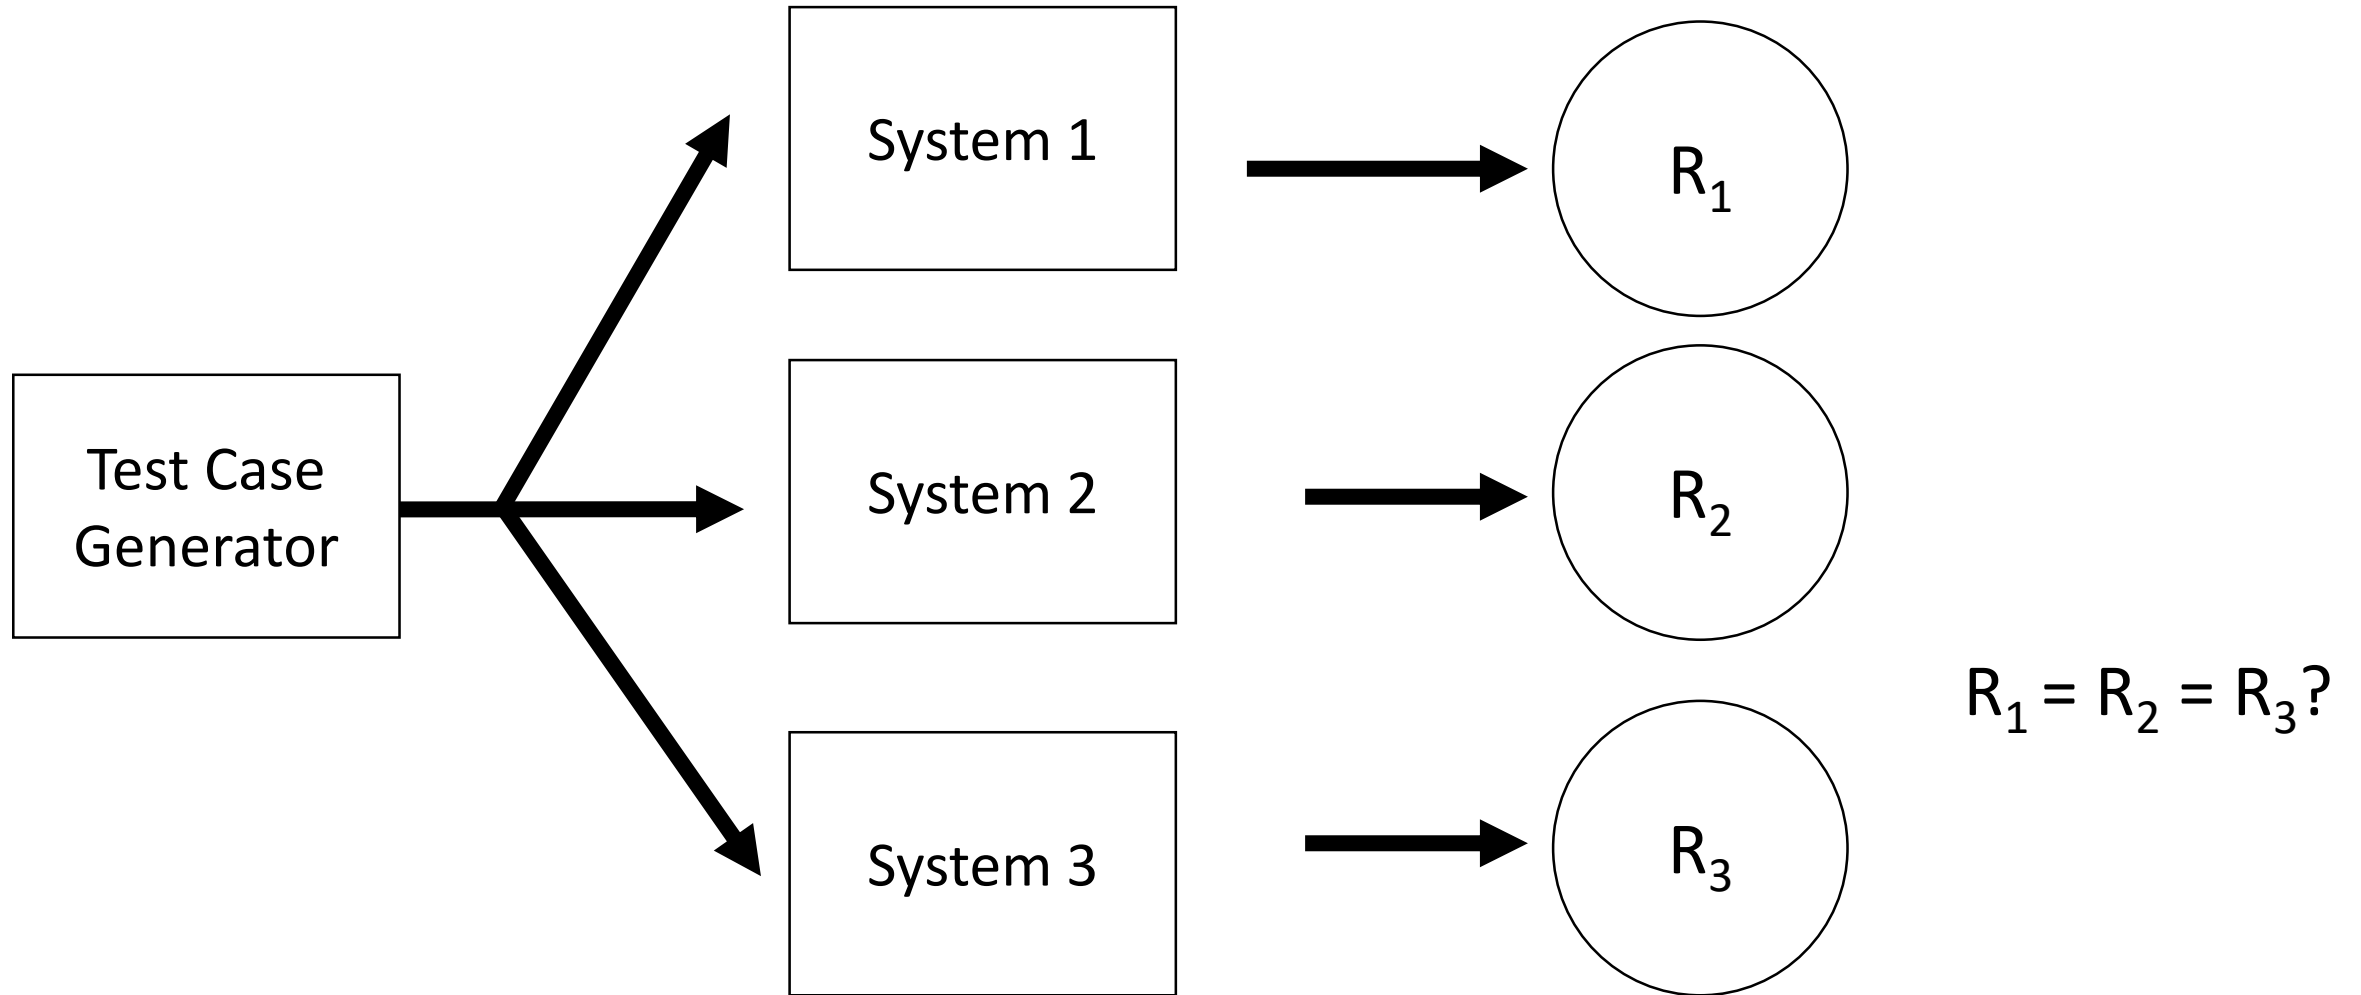 System 1
R₁
Test Case
Generator
System 2
R₂
R₁ = R₂ = R₃?
System 3
R₃